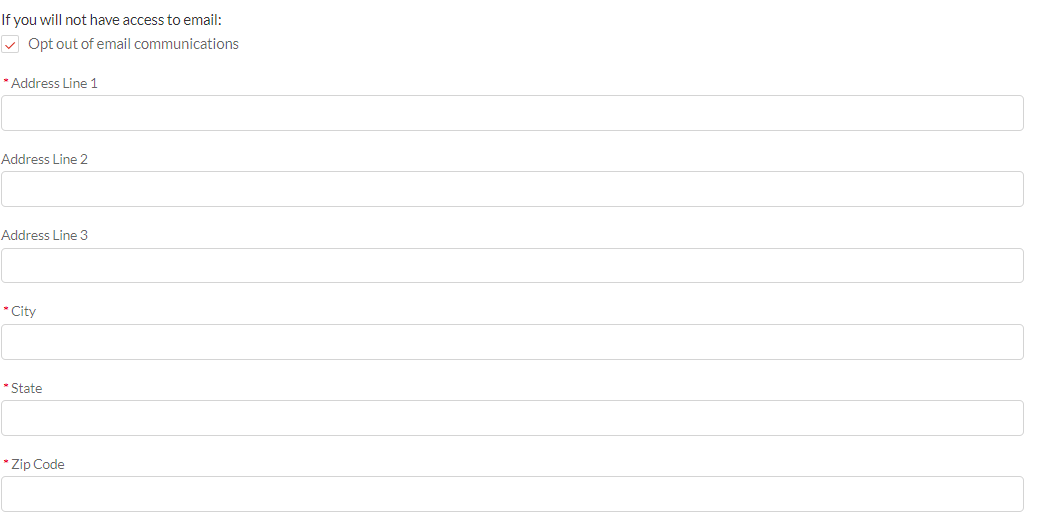 If you will not have access to email:
Opt out of email communications
* Address Line 1
Address Line 2
Address Line 3
* City
* State
* Zip Code